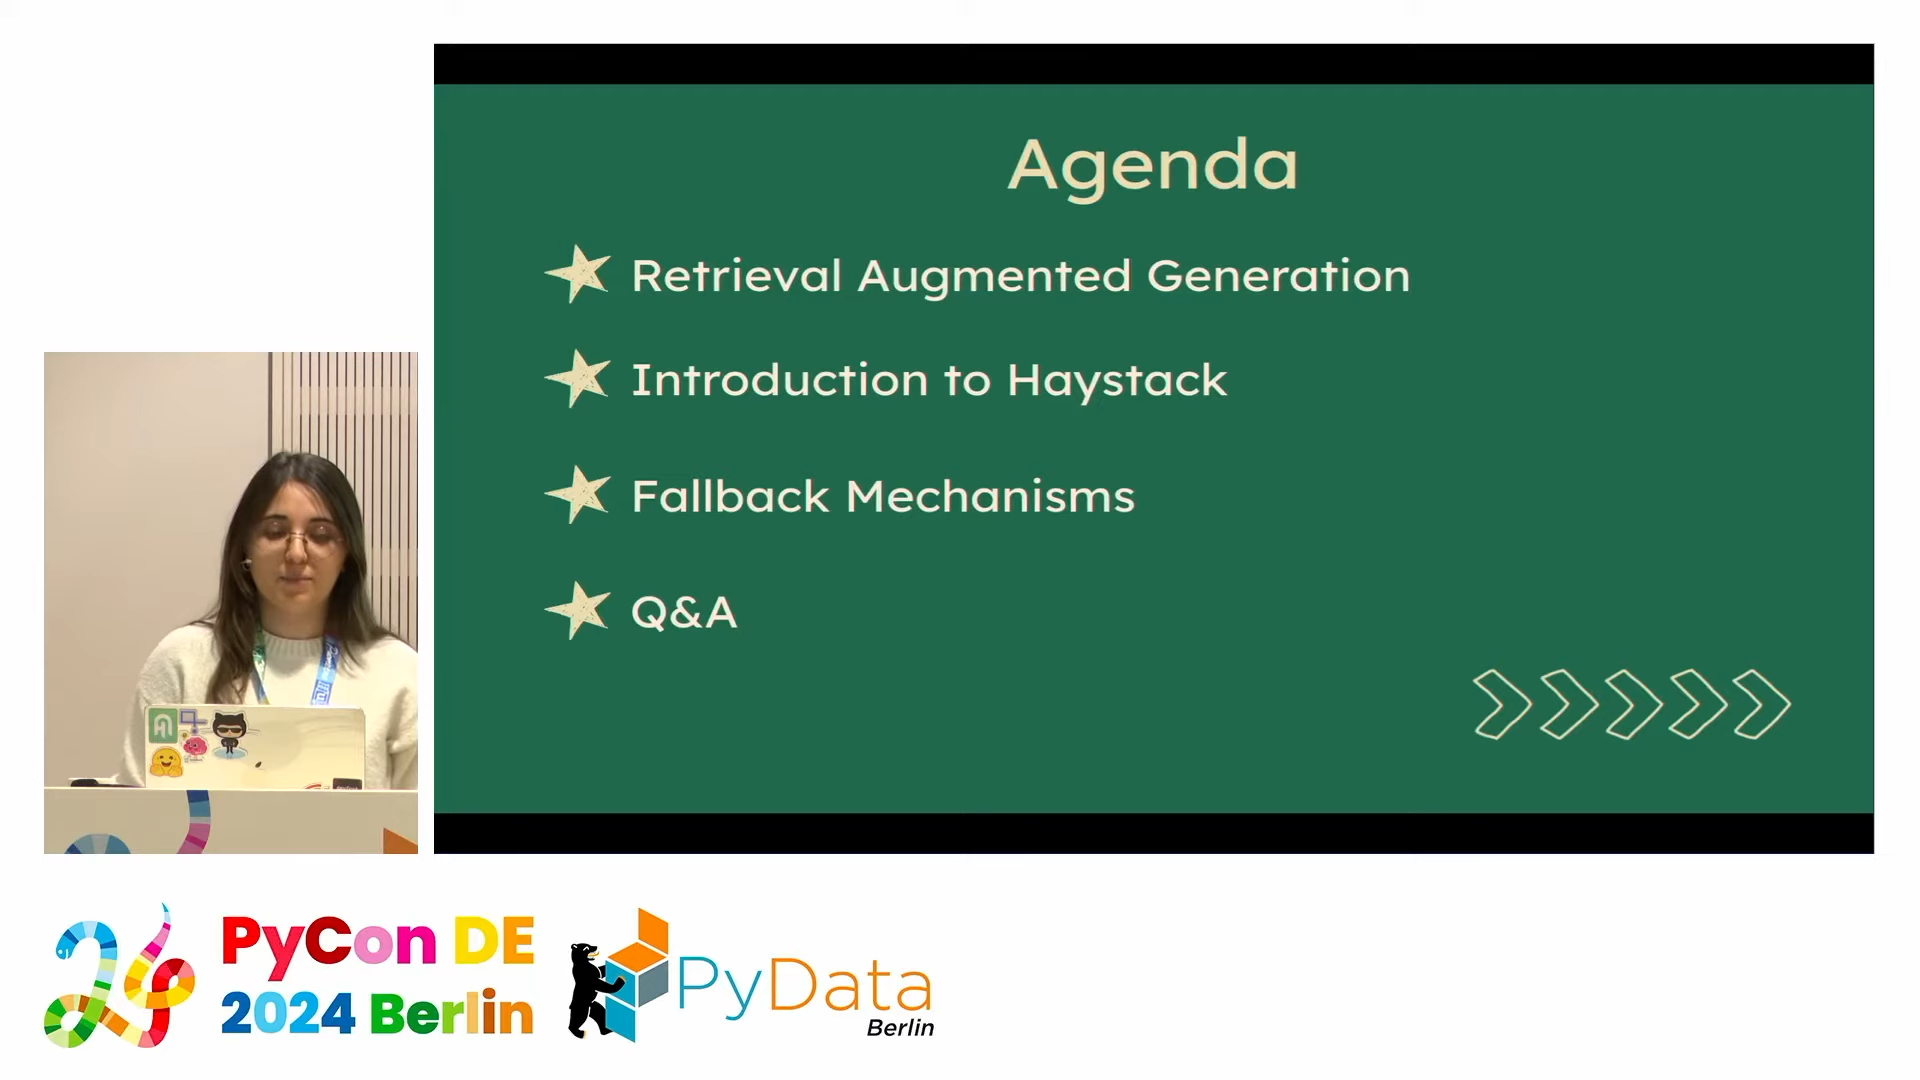 Agenda
Retrieval Augmented Generation
Introduction to Haystack
Fallback Mechanisms
Q&A
PyCon DE
2024 Berlin
PyData
Berlin